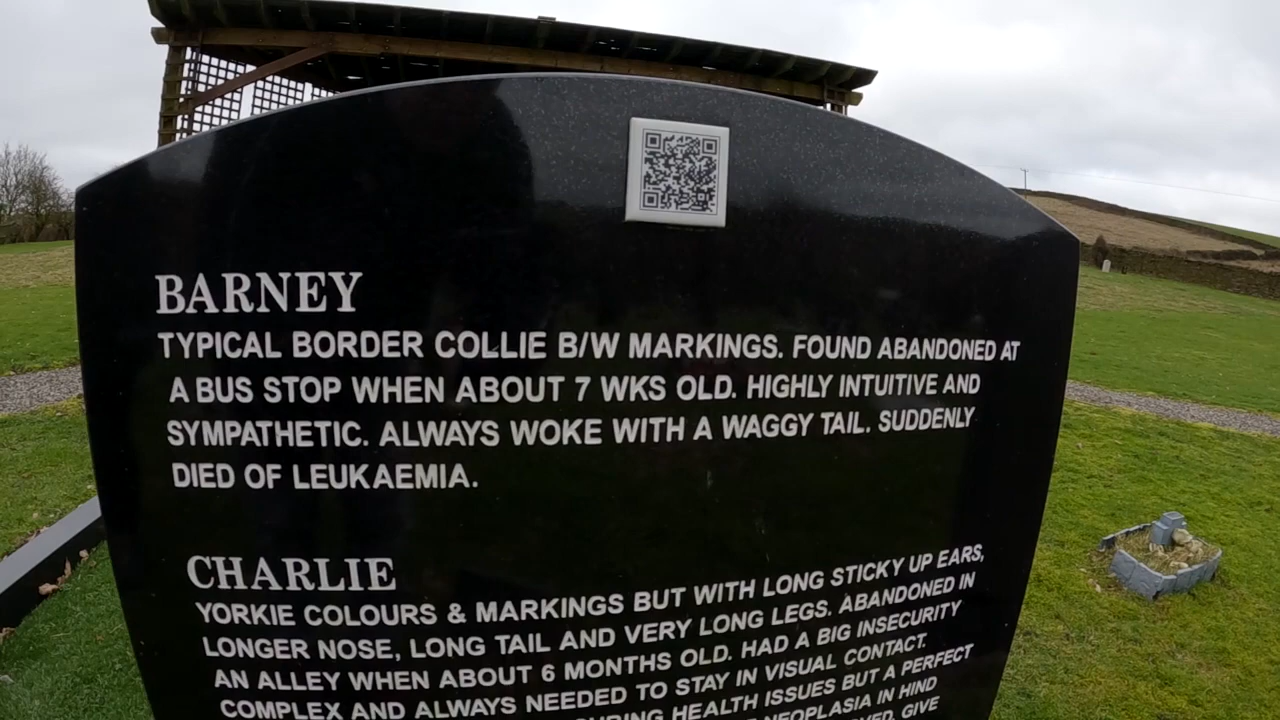 BARNEY
TYPICAL BORDER COLLIE B/W MARKINGS. FOUND ABANDONED AT
A BUS STOP WHEN ABOUT 7 WKS OLD. HIGHLY INTUITIVE AND
SYMPATHETIC. ALWAYS WOKE WITH A WAGGY TAIL. SUDDENLY
DIED OF LEUKAEMIA.
CHARLIE
YORKIE COLOURS & MARKINGS BUT WITH LONG STICKY UP EARS,
LONGER NOSE, LONG TAIL AND VERY LONG LEGS. ABANDONED IN
AN ALLEY WHEN ABOUT 6 MONTHS OLD. HAD A BIG INSECURITY
COMPLEX AND ALWAYS NEEDED TO STAY IN VISUAL CONTACT.
HEALTH ISSUES BUT A PERFECT
NEOPLASIA IN HIND
GIVE